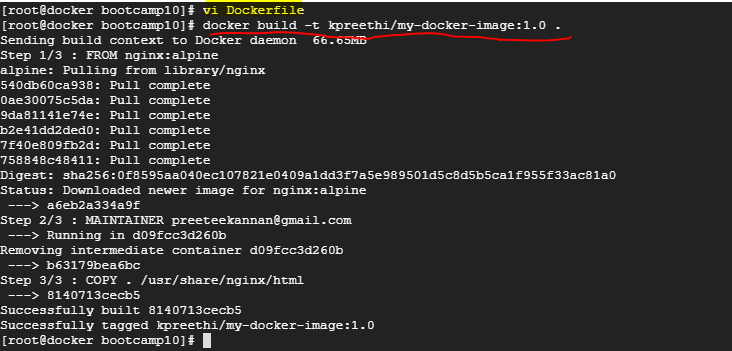 [root@docker bootcamp10]# vi Dockerfile
[root@docker bootcamp10]# docker build -t kpreethi/my-docker-image:1.0 .
Sending build context to Docker daemon  66.65MB
Step 1/3 : FROM nginx:alpine
alpine: Pulling from library/nginx
540db60ca938: Pull complete
0ae30075c5da: Pull complete
9da81141e74e: Pull complete
b2e41dd2ded0: Pull complete
7f40e809fb2d: Pull complete
758848c48411: Pull complete
Digest: sha256:0f8595aa040ec107821e0409a1dd3f7a5e989501d5c8d5b5ca1f955f33ac81a0
Status: Downloaded newer image for nginx:alpine
 ---> a6eb2a334a9f
Step 2/3 : MAINTAINER preeteekannan@gmail.com
 ---> Running in d09fcc3d260b
Removing intermediate container d09fcc3d260b
 ---> b63179bea6bc
Step 3/3 : COPY . /usr/share/nginx/html
 ---> 8140713cecb5
Successfully built 8140713cecb5
Successfully tagged kpreethi/my-docker-image:1.0
[root@docker bootcamp10]#